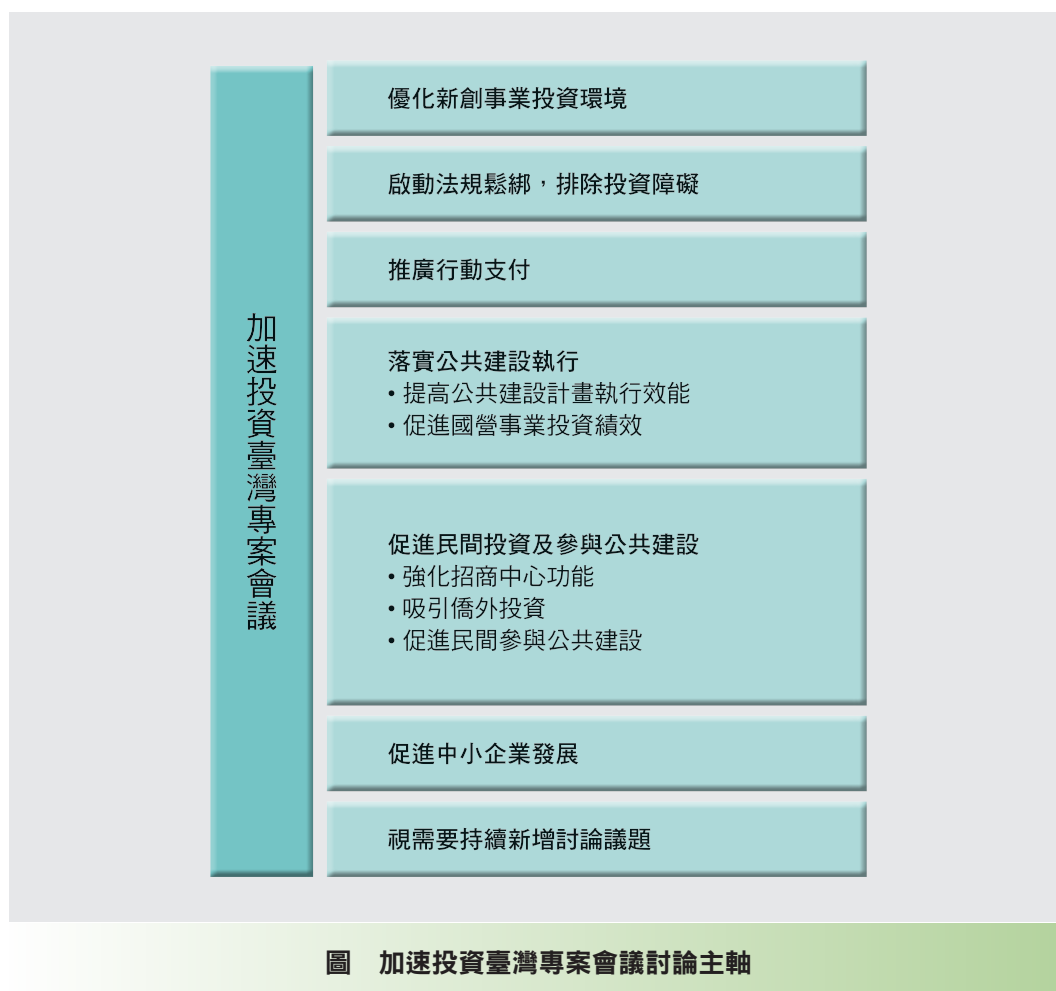 加速投資臺灣專案會議
優化新創事業投資環境
啟動法規鬆綁，排除投資障礙
推廣行動支付
落實公共建設執行
• 提高公共建設計畫執行效能
• 促進國營事業投資績效
促進民間投資及參與公共建設
• 強化招商中心功能
• 吸引僑外投資
• 促進民間參與公共建設
促進中小企業發展
視需要持續新增討論議題
圖　加速投資臺灣專案會議討論主軸